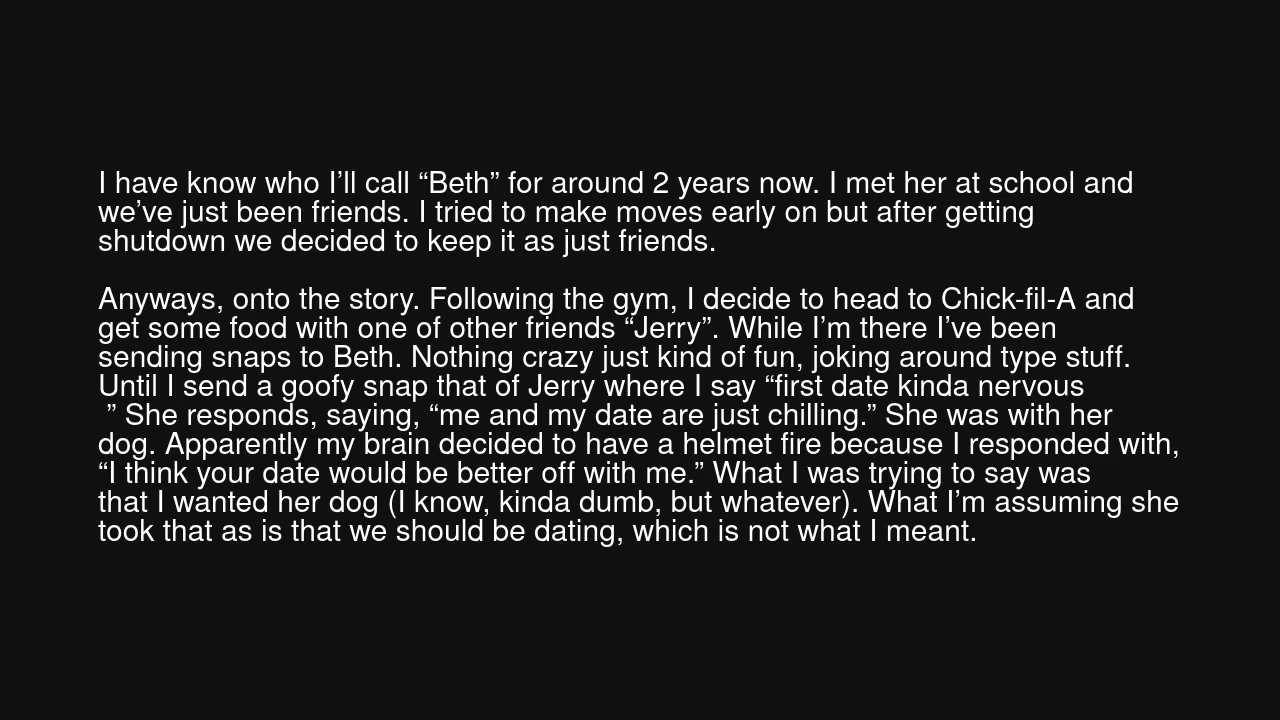 I have know who I’ll call “Beth” for around 2 years now. I met her at school and
we’ve just been friends. I tried to make moves early on but after getting
shutdown we decided to keep it as just friends.
Anyways, onto the story. Following the gym, I decide to head to Chick-fil-A and
get some food with one of other friends “Jerry”. While I’m there I’ve been
sending snaps to Beth. Nothing crazy just kind of fun, joking around type stuff.
Until I send a goofy snap that of Jerry where I say “first date kinda nervous
” She responds, saying, “me and my date are just chilling.” She was with her
dog. Apparently my brain decided to have a helmet fire because I responded with,
“I think your date would be better off with me.” What I was trying to say was
that I wanted her dog (I know, kinda dumb, but whatever). What I’m assuming she
took that as is that we should be dating, which is not what I meant.